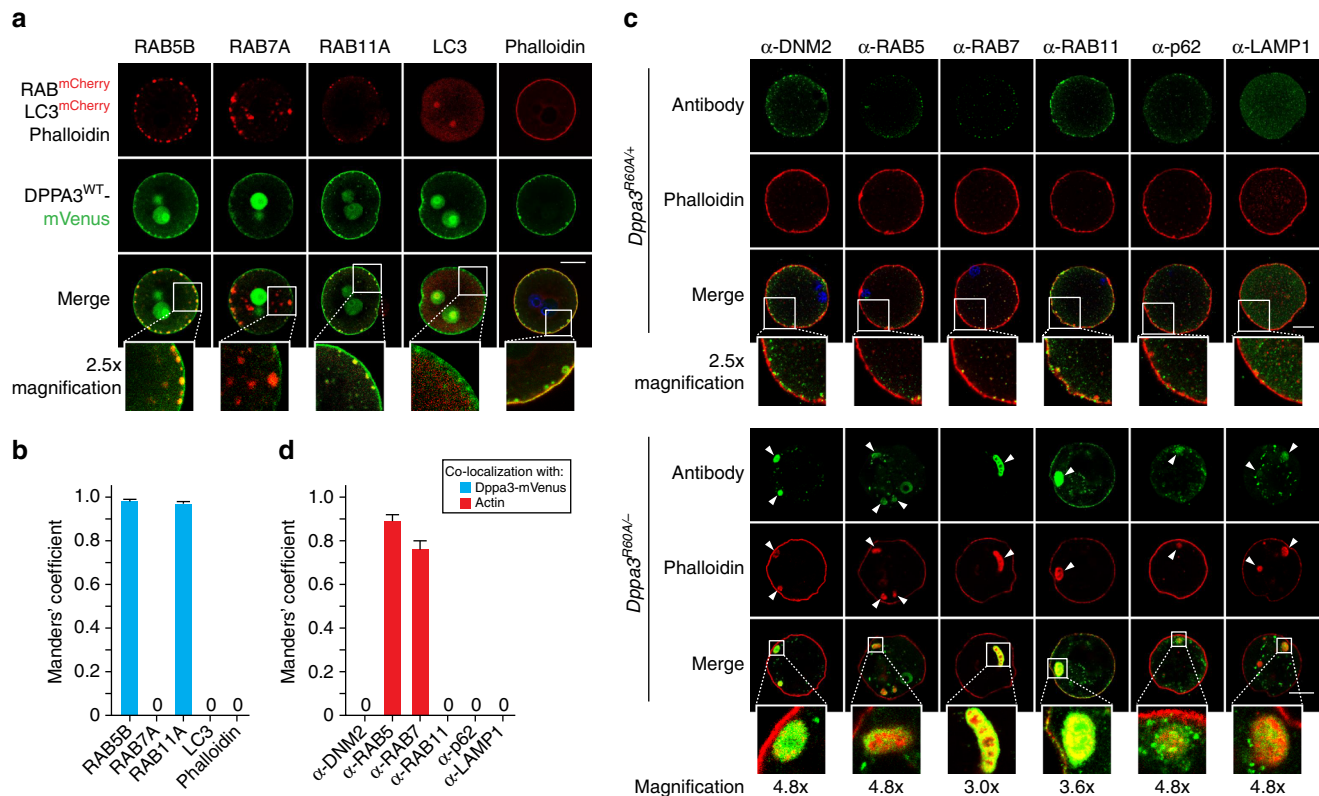 a
RAB5B RAB7A RAB11A LC3 Phalloidin
RABmCherry
LC3mCherry
Phalloidin
DPPA3WT-
mVenus
Merge
2.5x
magnification
b
Manders' coefficient
1.0
0.8
0.6
0.4
0.2
0
0 0 0
RAB5B
RAB7A
RAB11A
LC3
Phalloidin
d
Co-localization with:
Dppa3-mVenus
Actin
Manders' coefficient
1.0
0.8
0.6
0.4
0.2
0
0 0 0 0
α-DNM2
α-RAB5
α-RAB7
α-RAB11
α-p62
α-LAMP1
c
α-DNM2 α-RAB5 α-RAB7 α-RAB11 α-p62 α-LAMP1
Dppa3R60A/+
Antibody
Phalloidin
Merge
2.5x
magnification
Dppa3R60A/–
Antibody
Phalloidin
Merge
Magnification 4.8x 4.8x 3.0x 3.6x 4.8x 4.8x